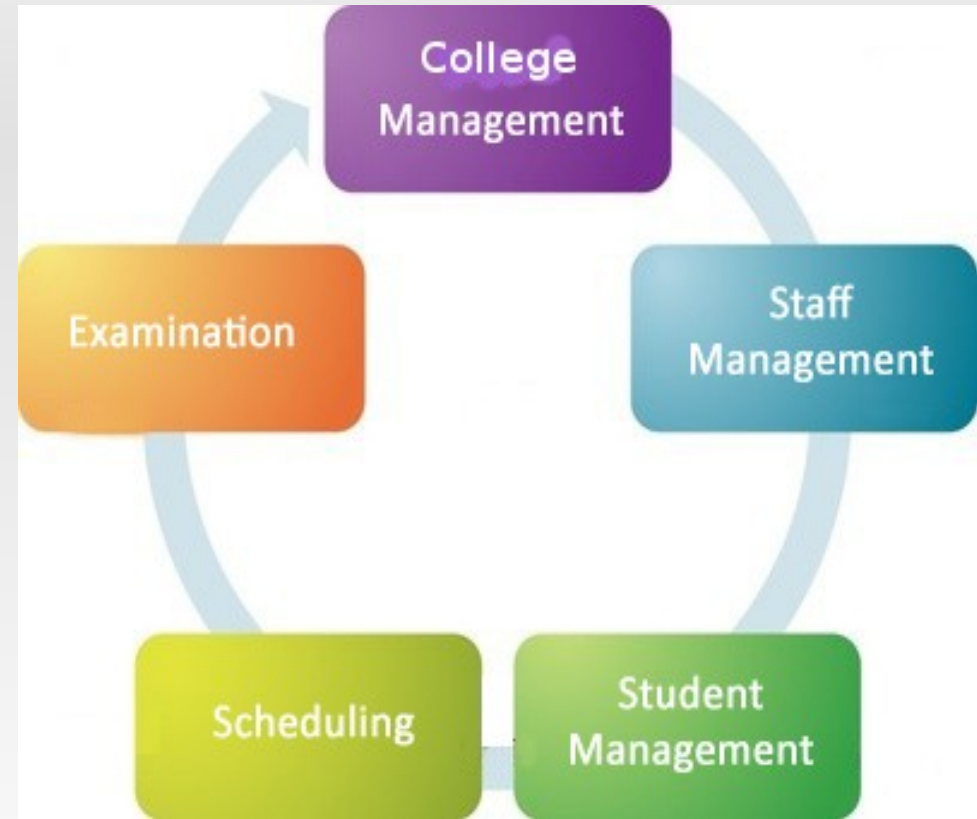 College
Management
Staff
Management
Student
Management
Scheduling
Examination